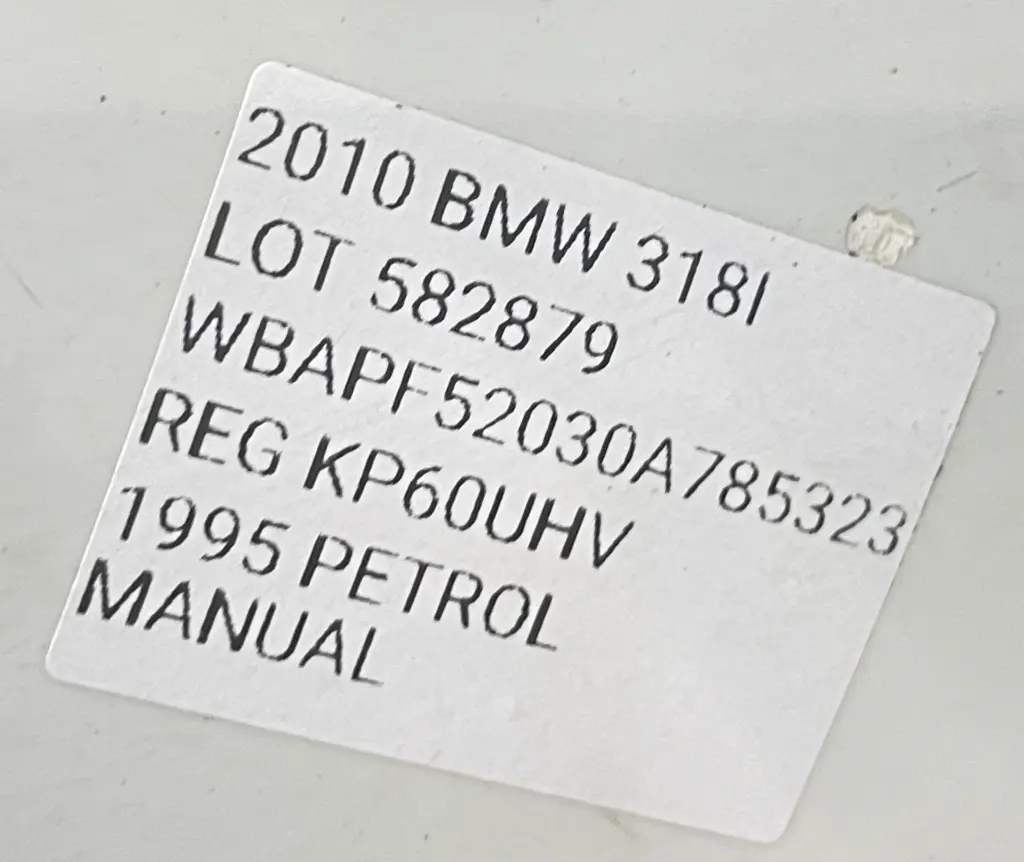 2010 BMW 318I
LOT 582879
WBAPF52030A785323
REG KP60UHV
1995 PETROL
MANUAL